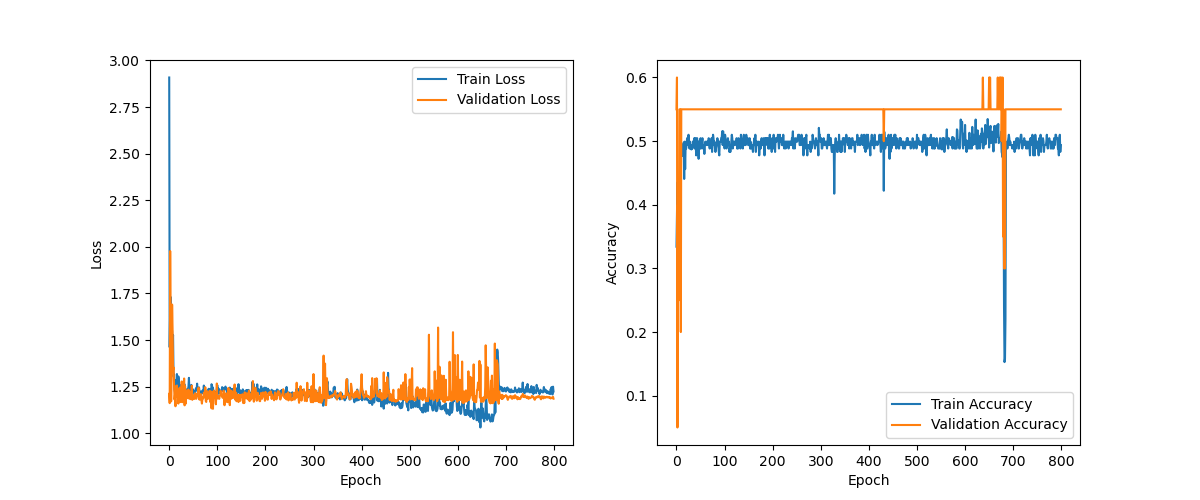 3.00
2.75
2.50
2.25
2.00
1.75
1.50
1.25
1.00
Loss
0 100 200 300 400 500 600 700 800
Epoch
Train Loss
Validation Loss
0.6
0.5
0.4
0.3
0.2
0.1
Accuracy
0 100 200 300 400 500 600 700 800
Epoch
Train Accuracy
Validation Accuracy